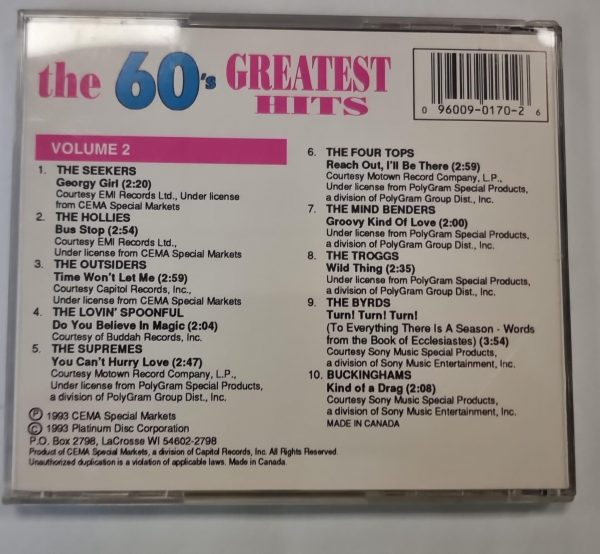 the 60's GREATEST
HITS
0 96009-0170-2 6
VOLUME 2
1. THE SEEKERS
Georgy Girl (2:20)
Courtesy EMI Records Ltd., Under license
from CEMA Special Markets
2. THE HOLLIES
Bus Stop (2:54)
Courtesy EMI Records Ltd.,
Under license from CEMA Special Markets
3. THE OUTSIDERS
Time Won't Let Me (2:59)
Courtesy Capitol Records, Inc.,
Under license from CEMA Special Markets
4. THE LOVIN' SPOONFUL
Do You Believe In Magic (2:04)
Courtesy of Buddah Records, Inc.
5. THE SUPREMES
You Can't Hurry Love (2:47)
Courtesy Motown Record Company, L.P.,
Under license from PolyGram Special Products,
a division of PolyGram Group Dist., Inc.
6. THE FOUR TOPS
Reach Out, I'll Be There (2:59)
Courtesy Motown Record Company, L.P.,
Under license from PolyGram Special Products,
a division of PolyGram Group Dist., Inc.
7. THE MIND BENDERS
Groovy Kind Of Love (2:00)
Under license from PolyGram Special Products,
a division of PolyGram Group Dist., Inc.
8. THE TROGGS
Wild Thing (2:35)
Under license from PolyGram Special Products,
a division of PolyGram Group Dist., Inc.
9. THE BYRDS
Turn! Turn! Turn!
(To Everything There Is A Season - Words
from the Book of Ecclesiastes) (3:54)
Courtesy Sony Music Special Products,
a division of Sony Music Entertainment, Inc.
10. BUCKINGHAMS
Kind of a Drag (2:08)
Courtesy Sony Music Special Products,
a division of Sony Music Entertainment, Inc.
MADE IN CANADA
Ⓟ 1993 CEMA Special Markets
© 1993 Platinum Disc Corporation
P.O. Box 2798, LaCrosse WI 54602-2798
Product of CEMA Special Markets, a division of Capitol Records, Inc. All Rights Reserved.
Unauthorized duplication is a violation of applicable laws. Made in Canada.